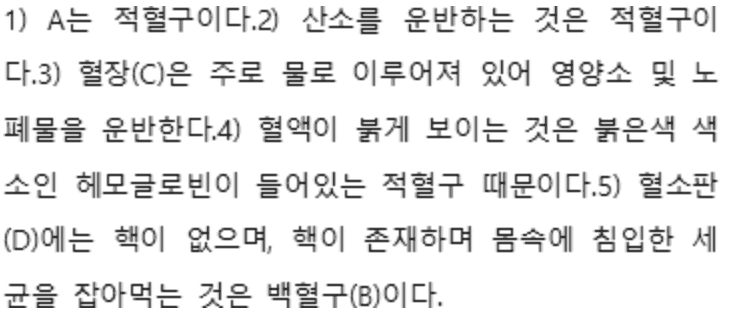 1) A는 적혈구이다.2) 산소를 운반하는 것은 적혈구이
다.3) 혈장(C)은 주로 물로 이루어져 있어 영양소 및 노
폐물을 운반한다.4) 혈액이 붉게 보이는 것은 붉은색 색
소인 헤모글로빈이 들어있는 적혈구 때문이다.5) 혈소판
(D)에는 핵이 없으며, 핵이 존재하며 몸속에 침입한 세
균을 잡아먹는 것은 백혈구(B)이다.